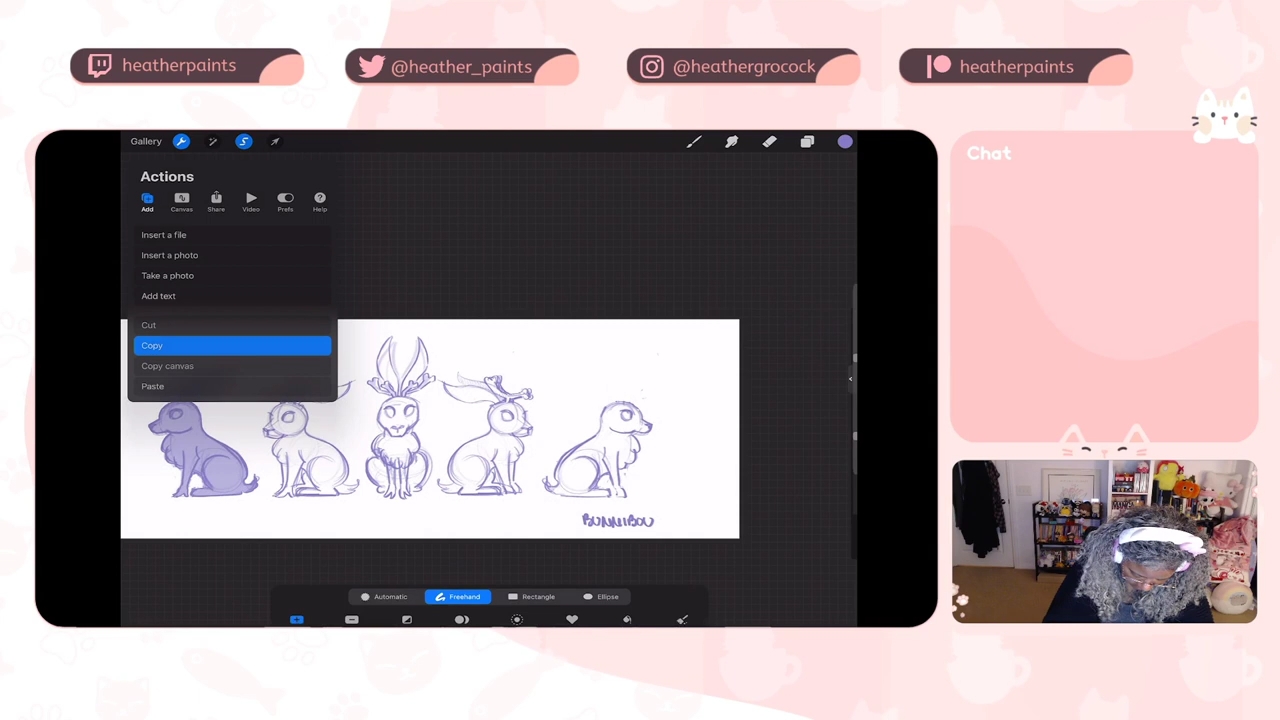 heatherpaints
@heather_paints
@heathergrocock
heatherpaints
Gallery
Actions
Add
Canvas
Share
Video
Prefs
Help
Insert a file
Insert a photo
Take a photo
Add text
Cut
Copy
Copy canvas
Paste
BUNNIBOU
Automatic
Freehand
Rectangle
Ellipse
Chat